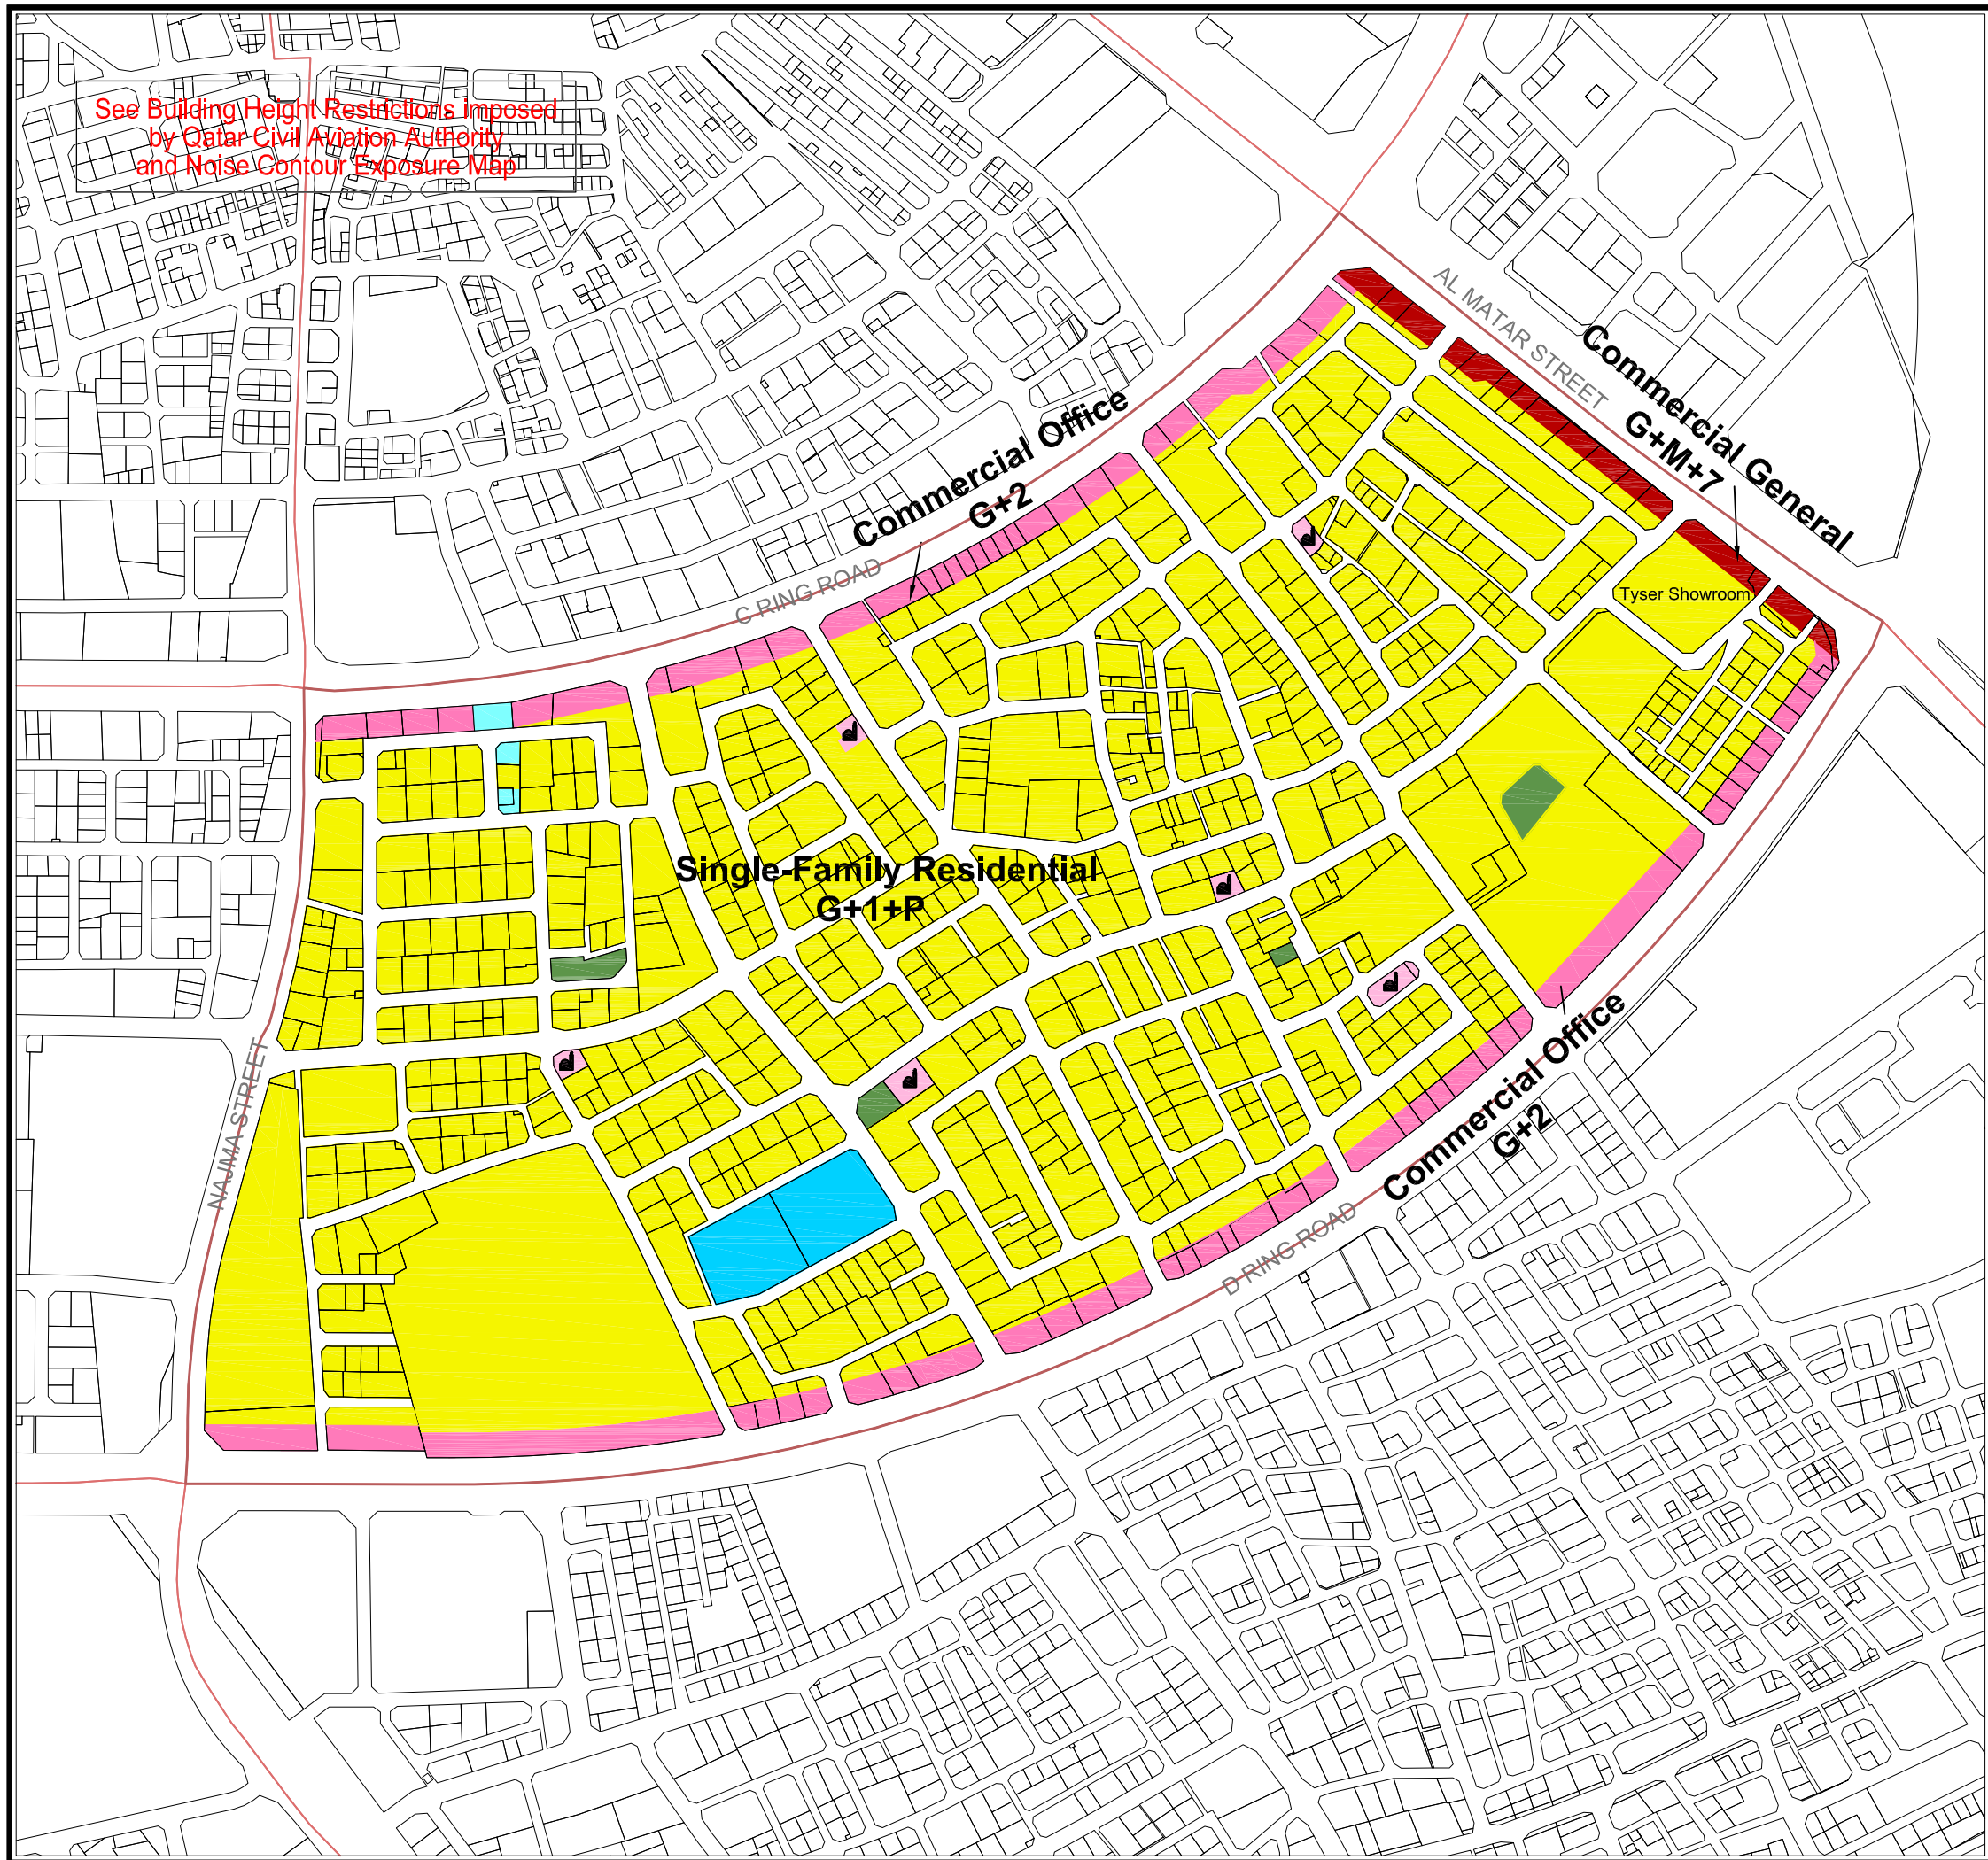 See Building Height Restrictions imposed
by Qatar Civil Aviation Authority
and Noise Contour Exposure Map
AL MATAR STREET
Commercial General
G+M+7
Commercial Office
G+2
C RING ROAD
Tyser Showroom
Single-Family Residential
G+1+P
NAJMA STREET
Commercial Office
G+2
D RING ROAD